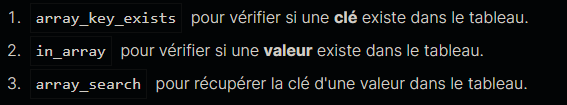 1. array_key_exists pour vérifier si une clé existe dans le tableau.
2. in_array pour vérifier si une valeur existe dans le tableau.
3. array_search pour récupérer la clé d'une valeur dans le tableau.